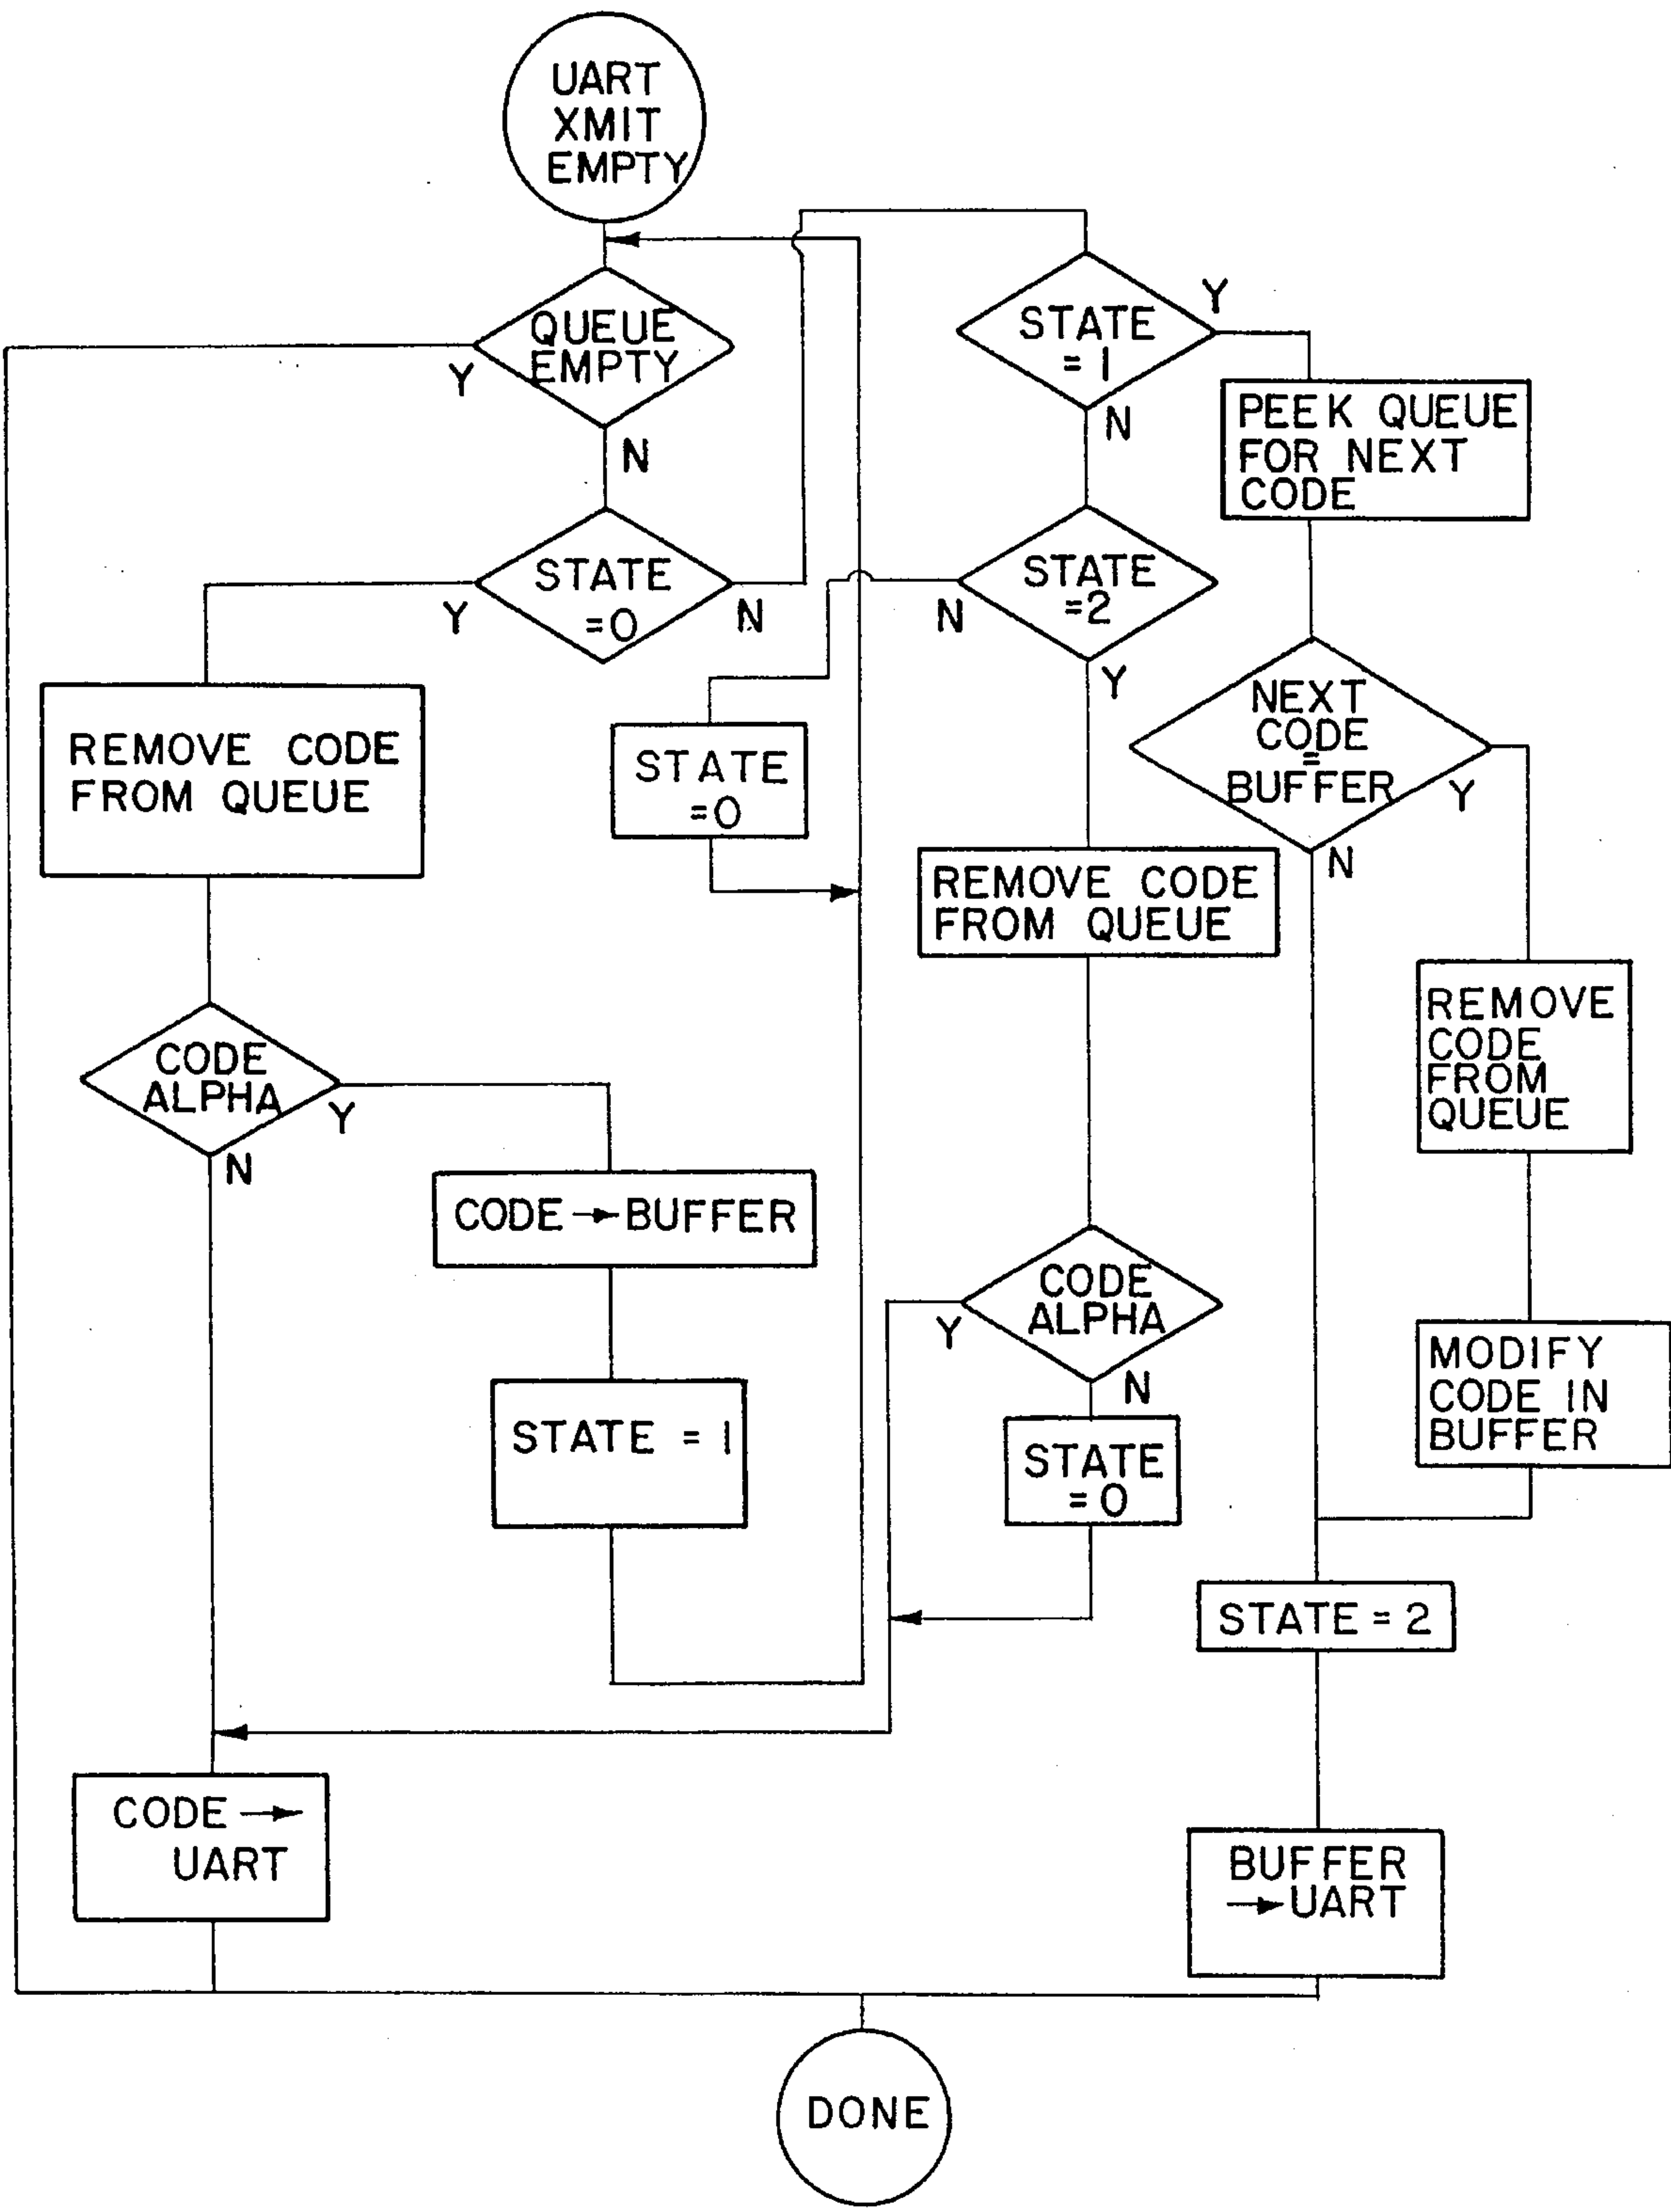 UART
XMIT
EMPTY
QUEUE
EMPTY
Y
N
STATE
=0
Y
N
STATE
= 1
Y
N
PEEK QUEUE
FOR NEXT
CODE
STATE
=2
N
Y
NEXT
CODE
=
BUFFER
Y
N
REMOVE CODE
FROM QUEUE
STATE
=0
REMOVE CODE
FROM QUEUE
REMOVE
CODE
FROM
QUEUE
CODE
ALPHA
Y
N
CODE → BUFFER
STATE = 1
CODE
ALPHA
Y
N
STATE
=0
MODIFY
CODE IN
BUFFER
STATE = 2
CODE →
UART
BUFFER
→ UART
DONE